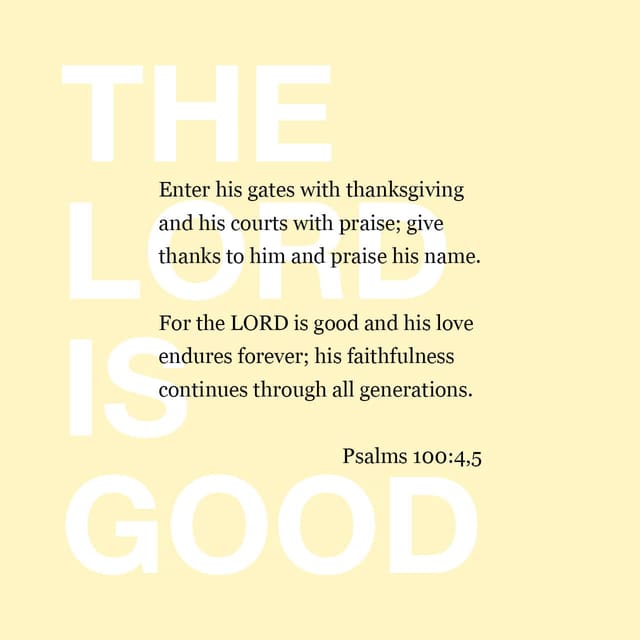 THE
LORD
IS
GOOD
Enter his gates with thanksgiving
and his courts with praise; give
thanks to him and praise his name.
For the LORD is good and his love
endures forever; his faithfulness
continues through all generations.
Psalms 100:4,5